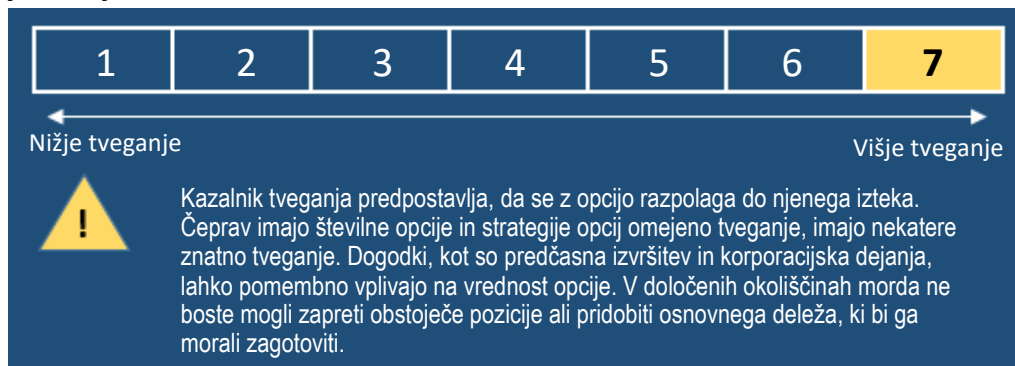 1 2 3 4 5 6 7
Nižje tveganje Višje tveganje
! Kazalnik tveganja predpostavlja, da se z opcijo razpolaga do njenega izteka.
Čeprav imajo številne opcije in strategije opcij omejeno tveganje, imajo nekatere
znatno tveganje. Dogodki, kot so predčasna izvršitev in korporacijska dejanja,
lahko pomembno vplivajo na vrednost opcije. V določenih okoliščinah morda ne
boste mogli zapreti obstoječe pozicije ali pridobiti osnovnega deleža, ki bi ga
morali zagotoviti.